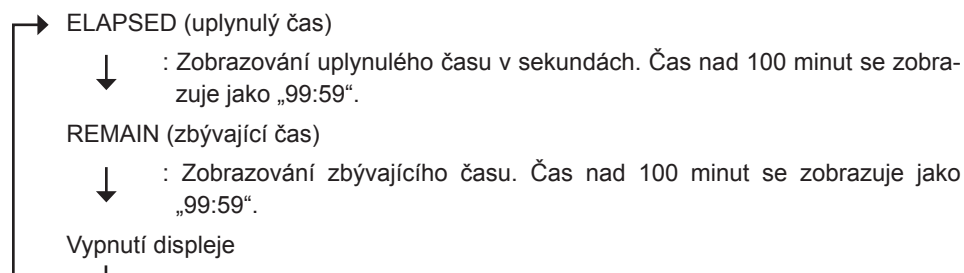 ELAPSED (uplynulý čas)
: Zobrazování uplynulého času v sekundách. Čas nad 100 minut se zobra-
zuje jako „99:59“.
REMAIN (zbývající čas)
: Zobrazování zbývajícího času. Čas nad 100 minut se zobrazuje jako
„99:59“.
Vypnutí displeje